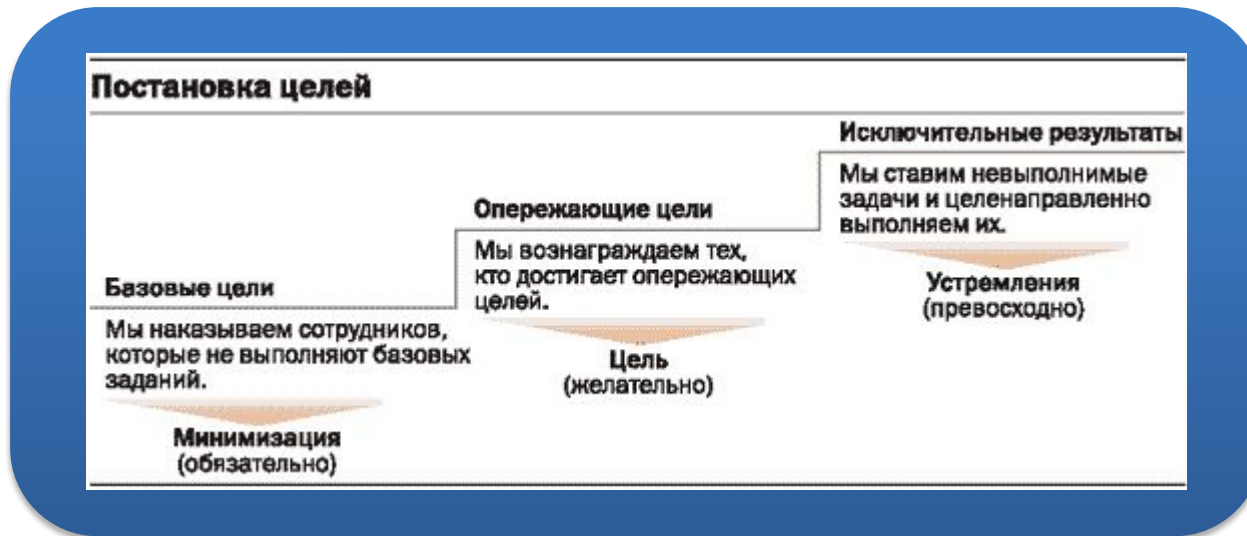 Постановка целей
Исключительные результаты
Мы ставим невыполнимые
задачи и целенаправленно
выполняем их.
Устремления
(превосходно)
Опережающие цели
Мы вознаграждаем тех,
кто достигает опережающих
целей.
Цель
(желательно)
Базовые цели
Мы наказываем сотрудников,
которые не выполняют базовых
заданий.
Минимизация
(обязательно)